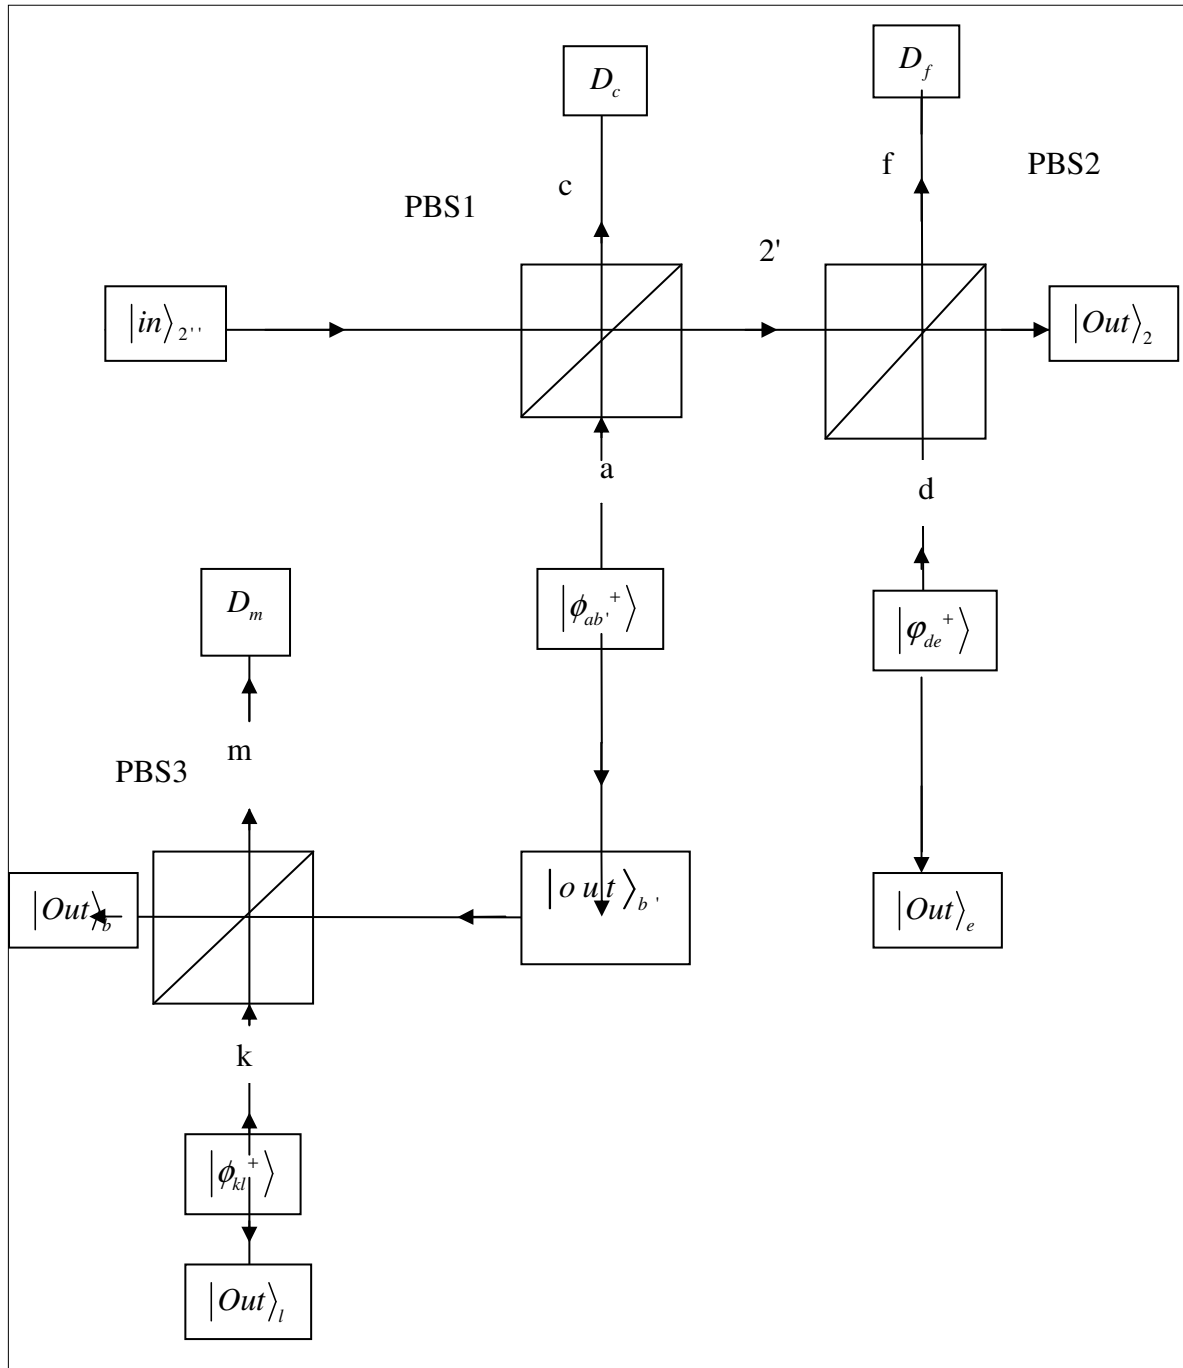 D_f
D_c
f
PBS2
c
PBS1
2'
|in⟩_2''
|Out⟩_2
a
d
|ϕ_ab'^+⟩
D_m
|φ_de^+⟩
m
PBS3
|out⟩_b'
|Out⟩_b
|Out⟩_e
k
|ϕ_kl^+⟩
|Out⟩_l